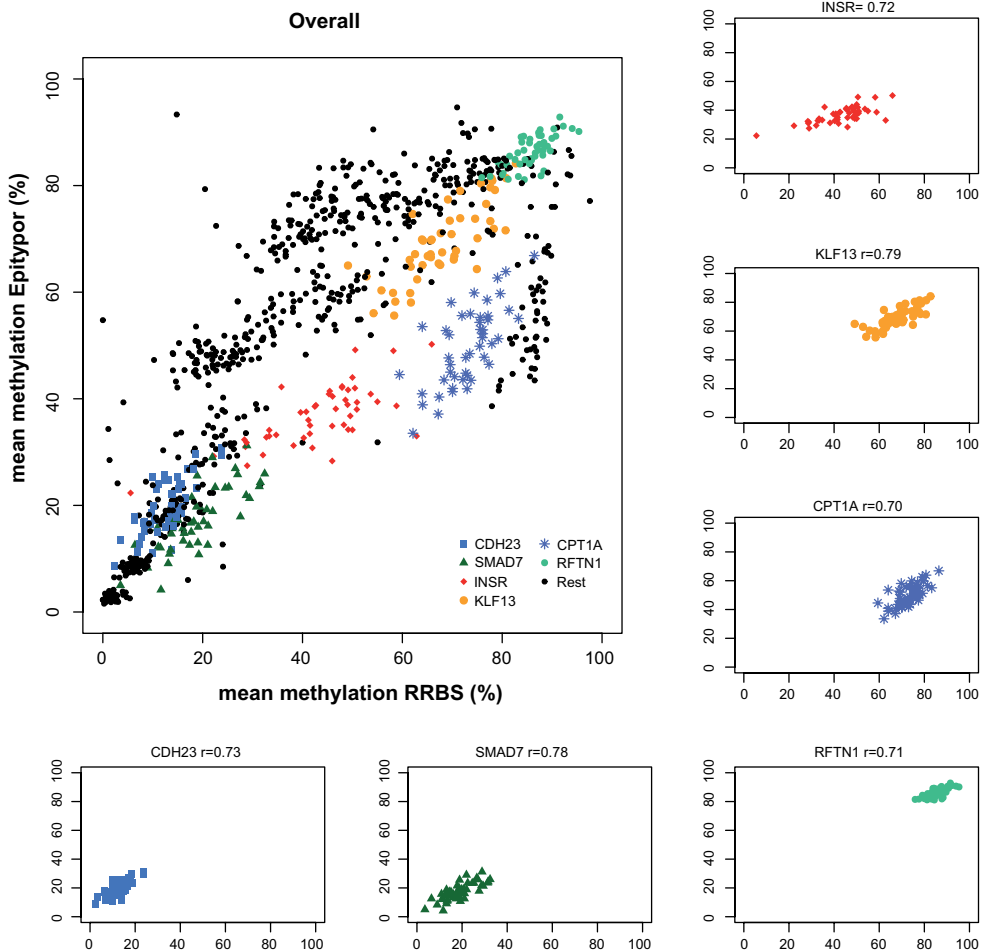 Overall
mean methylation Epitypor (%)
0 20 40 60 80 100
0 20 40 60 80 100
mean methylation RRBS (%)
CDH23
SMAD7
INSR
KLF13
CPT1A
RFTN1
Rest
INSR= 0.72
0 20 40 60 80 100
0 20 40 60 80 100
KLF13 r=0.79
0 20 40 60 80 100
0 20 40 60 80 100
CPT1A r=0.70
0 20 40 60 80 100
0 20 40 60 80 100
CDH23 r=0.73
0 20 40 60 80 100
0 20 40 60 80 100
SMAD7 r=0.78
0 20 40 60 80 100
0 20 40 60 80 100
RFTN1 r=0.71
0 20 40 60 80 100
0 20 40 60 80 100